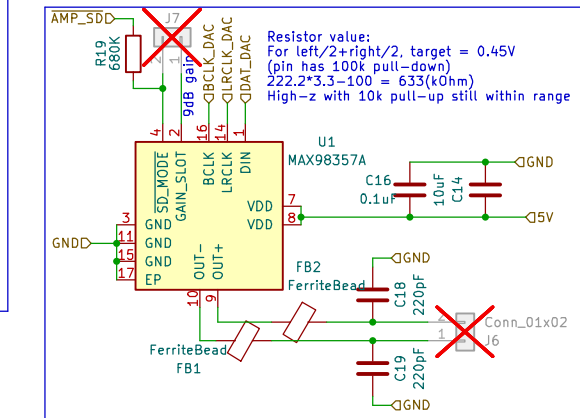 AMP_SD
J7
R19
680K
2
1
9dB gain
BCLK_DAC
LRCLK_DAC
DAT_DAC
Resistor value:
For left/2+right/2, target = 0.45V
(pin has 100k pull-down)
222.2*3.3-100 = 633(kOhm)
High-z with 10k pull-up still within range
4
2
16
14
1
U1
MAX98357A
SD_MODE
GAIN_SLOT
BCLK
LRCLK
DIN
VDD
7
VDD
8
3
GND
11
GND
15
GND
17
EP
GND
OUT-
OUT+
10
9
C16
0.1uF
10uF
C14
GND
5V
FB2
FerriteBead
FerriteBead
FB1
GND
C18
220pF
C19
220pF
GND
2
1
Conn_01x02
J6